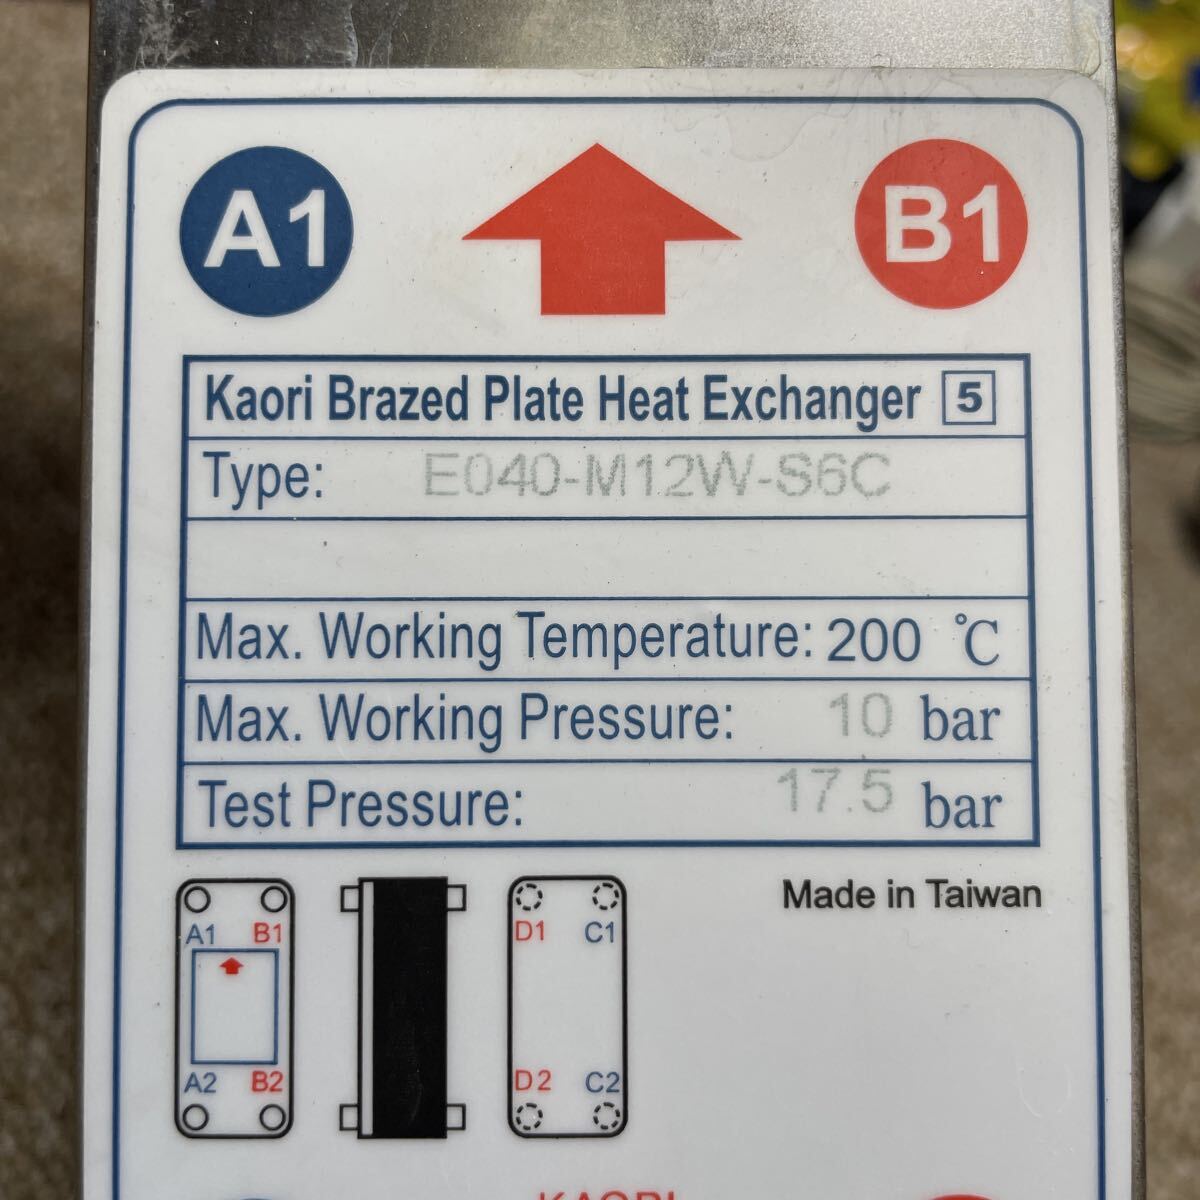 A1 B1
Kaori Brazed Plate Heat Exchanger 5
Type: E040-M12W-S6C
Max. Working Temperature: 200 ℃
Max. Working Pressure: 10 bar
Test Pressure: 17.5 bar
Made in Taiwan
A1 B1 D1 C1
A2 B2 D2 C2
KAORI